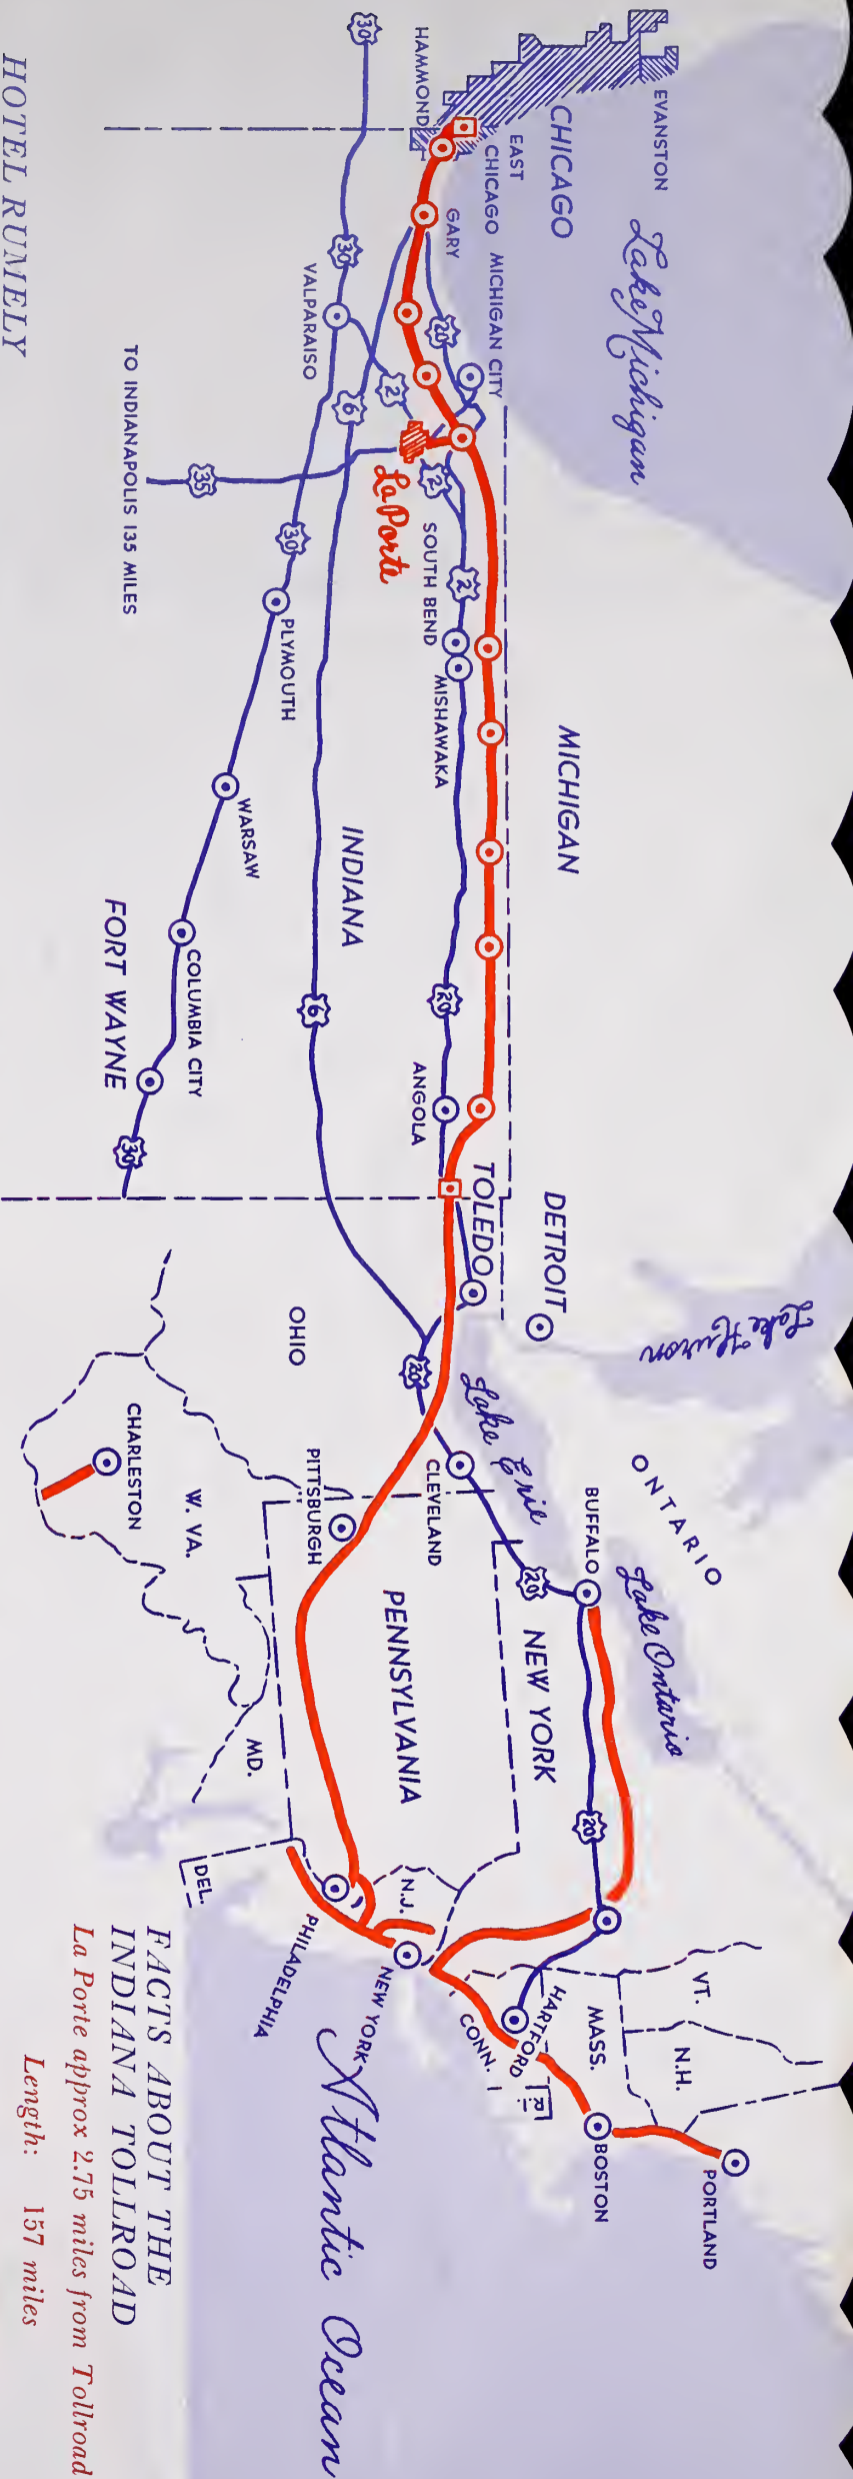 EVANSTON
Lake Michigan
CHICAGO
EAST
CHICAGO
HAMMOND
GARY
MICHIGAN CITY
30
30
20
2
6
VALPARAISO
LaPorte
2
2
35
30
TO INDIANAPOLIS 135 MILES
SOUTH BEND
MISHAWAKA
PLYMOUTH
WARSAW
COLUMBIA CITY
FORT WAYNE
30
MICHIGAN
INDIANA
6
20
ANGOLA
TOLEDO
DETROIT
Lake Huron
OHIO
20
Lake Erie
CLEVELAND
PITTSBURGH
CHARLESTON
W. VA.
MD.
DEL.
ONTARIO
BUFFALO
Lake Ontario
20
NEW YORK
PENNSYLVANIA
20
N.J.
PHILADELPHIA
NEW YORK
VT.
N.H.
MASS.
HARTFORD
CONN.
R.I.
BOSTON
PORTLAND
Atlantic Ocean
HOTEL RUMELY
FACTS ABOUT THE
INDIANA TOLLROAD
La Porte approx 2.75 miles from Tollroad
Length: 157 miles